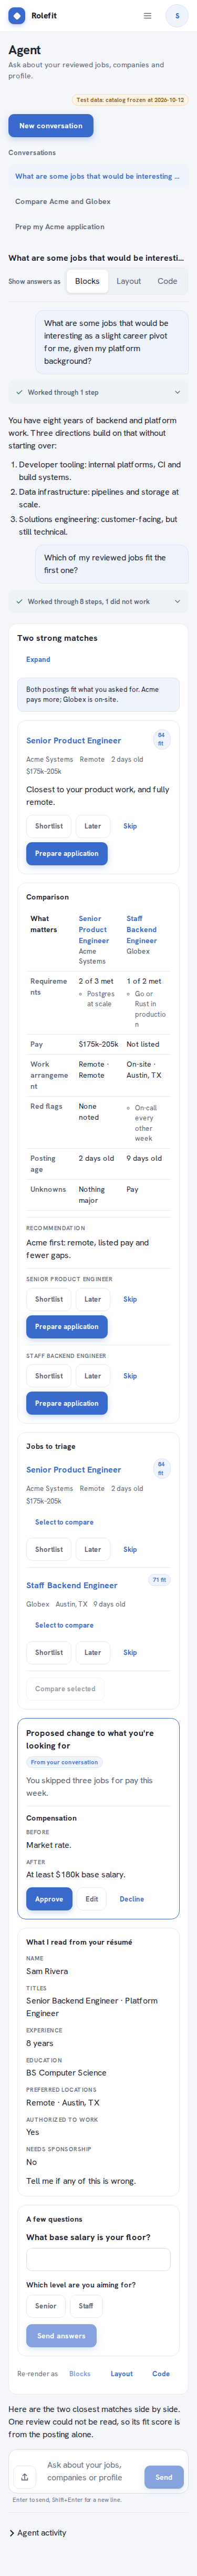 Rolefit
S
Agent
Ask about your reviewed jobs, companies and
profile.
Test data: catalog frozen at 2026-10-12
New conversation
Conversations
What are some jobs that would be interesting ...
Compare Acme and Globex
Prep my Acme application
What are some jobs that would be interesti...
Show answers as
Blocks
Layout
Code
What are some jobs that would be
interesting as a slight career pivot
for me, given my platform
background?
Worked through 1 step
You have eight years of backend and platform
work. Three directions build on that without
starting over:
1. Developer tooling: internal platforms, CI and
build systems.
2. Data infrastructure: pipelines and storage at
scale.
3. Solutions engineering: customer-facing, but
still technical.
Which of my reviewed jobs fit the
first one?
Worked through 8 steps, 1 did not work
Two strong matches
Expand
Both postings fit what you asked for. Acme
pays more; Globex is on-site.
Senior Product Engineer
84
fit
Acme Systems Remote 2 days old
$175k–205k
Closest to your product work, and fully
remote.
Shortlist
Later
Skip
Prepare application
Comparison
What
matters
Senior
Product
Engineer
Acme
Systems
Staff
Backend
Engineer
Globex
Requireme
nts
2 of 3 met
Postgres
at scale
1 of 2 met
Go or
Rust in
productio
n
Pay
$175k–205k
Not listed
Work
arrangeme
nt
Remote ·
Remote
On-site ·
Austin, TX
Red flags
None
noted
On-call
every
other
week
Posting
age
2 days old
9 days old
Unknowns
Nothing
major
Pay
RECOMMENDATION
Acme first: remote, listed pay and
fewer gaps.
SENIOR PRODUCT ENGINEER
Shortlist
Later
Skip
Prepare application
STAFF BACKEND ENGINEER
Shortlist
Later
Skip
Prepare application
Jobs to triage
Senior Product Engineer
84
fit
Acme Systems Remote 2 days old
$175k–205k
Select to compare
Shortlist
Later
Skip
Staff Backend Engineer
71 fit
Globex Austin, TX 9 days old
Select to compare
Shortlist
Later
Skip
Compare selected
Proposed change to what you're
looking for
From your conversation
You skipped three jobs for pay this
week.
Compensation
BEFORE
Market rate.
AFTER
At least $180k base salary.
Approve
Edit
Decline
What I read from your résumé
NAME
Sam Rivera
TITLES
Senior Backend Engineer · Platform
Engineer
EXPERIENCE
8 years
EDUCATION
BS Computer Science
PREFERRED LOCATIONS
Remote · Austin, TX
AUTHORIZED TO WORK
Yes
NEEDS SPONSORSHIP
No
Tell me if any of this is wrong.
A few questions
What base salary is your floor?
Which level are you aiming for?
Senior
Staff
Send answers
Re-render as
Blocks
Layout
Code
Here are the two closest matches side by side.
One review could not be read, so its fit score is
from the posting alone.
Ask about your jobs,
companies or profile
Send
Enter to send, Shift+Enter for a new line.
Agent activity